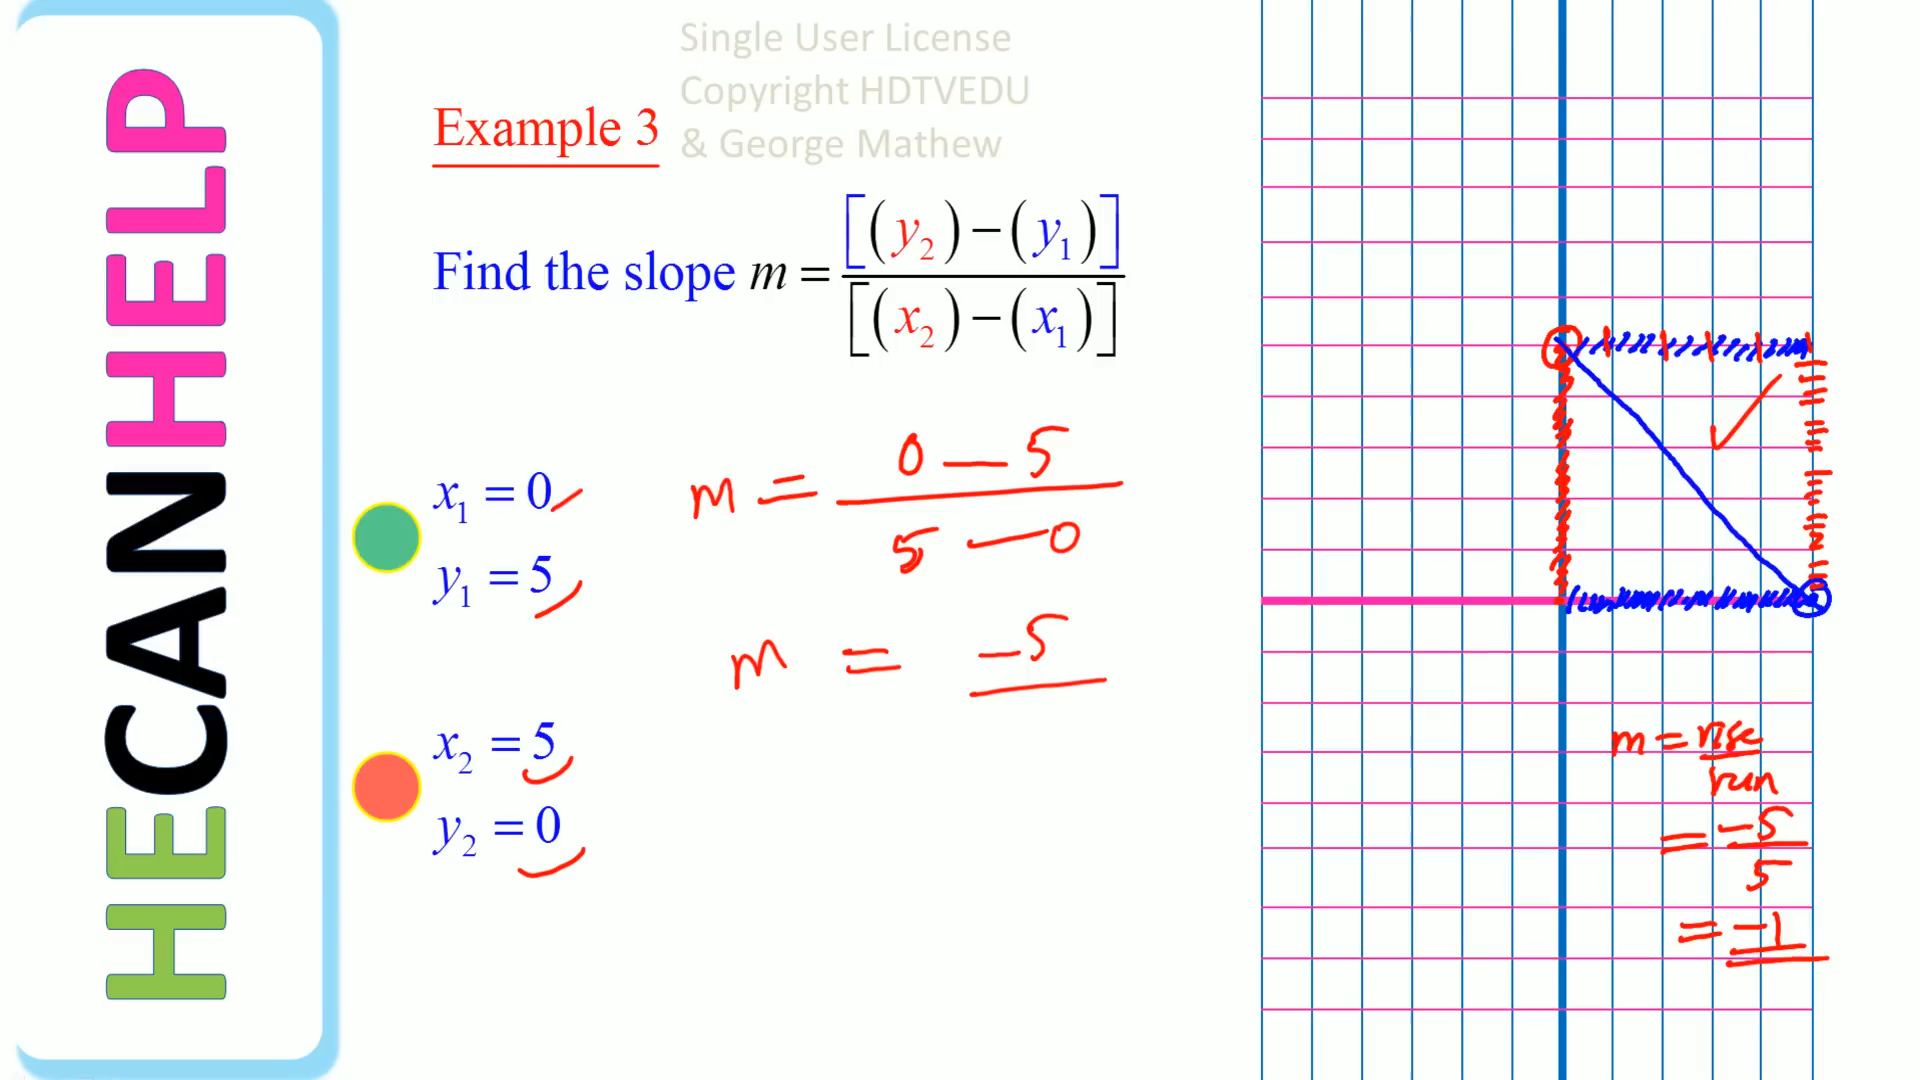 HECANHELP
Single User License
Copyright HDTVEDU
& George Mathew
Example 3
Find the slope m = [(y₂) − (y₁)] / [(x₂) − (x₁)]
x₁ = 0
y₁ = 5
x₂ = 5
y₂ = 0
m = 0 — 5 / 5 — 0
m = −5
m = rise / run
= −5 / 5
= −1